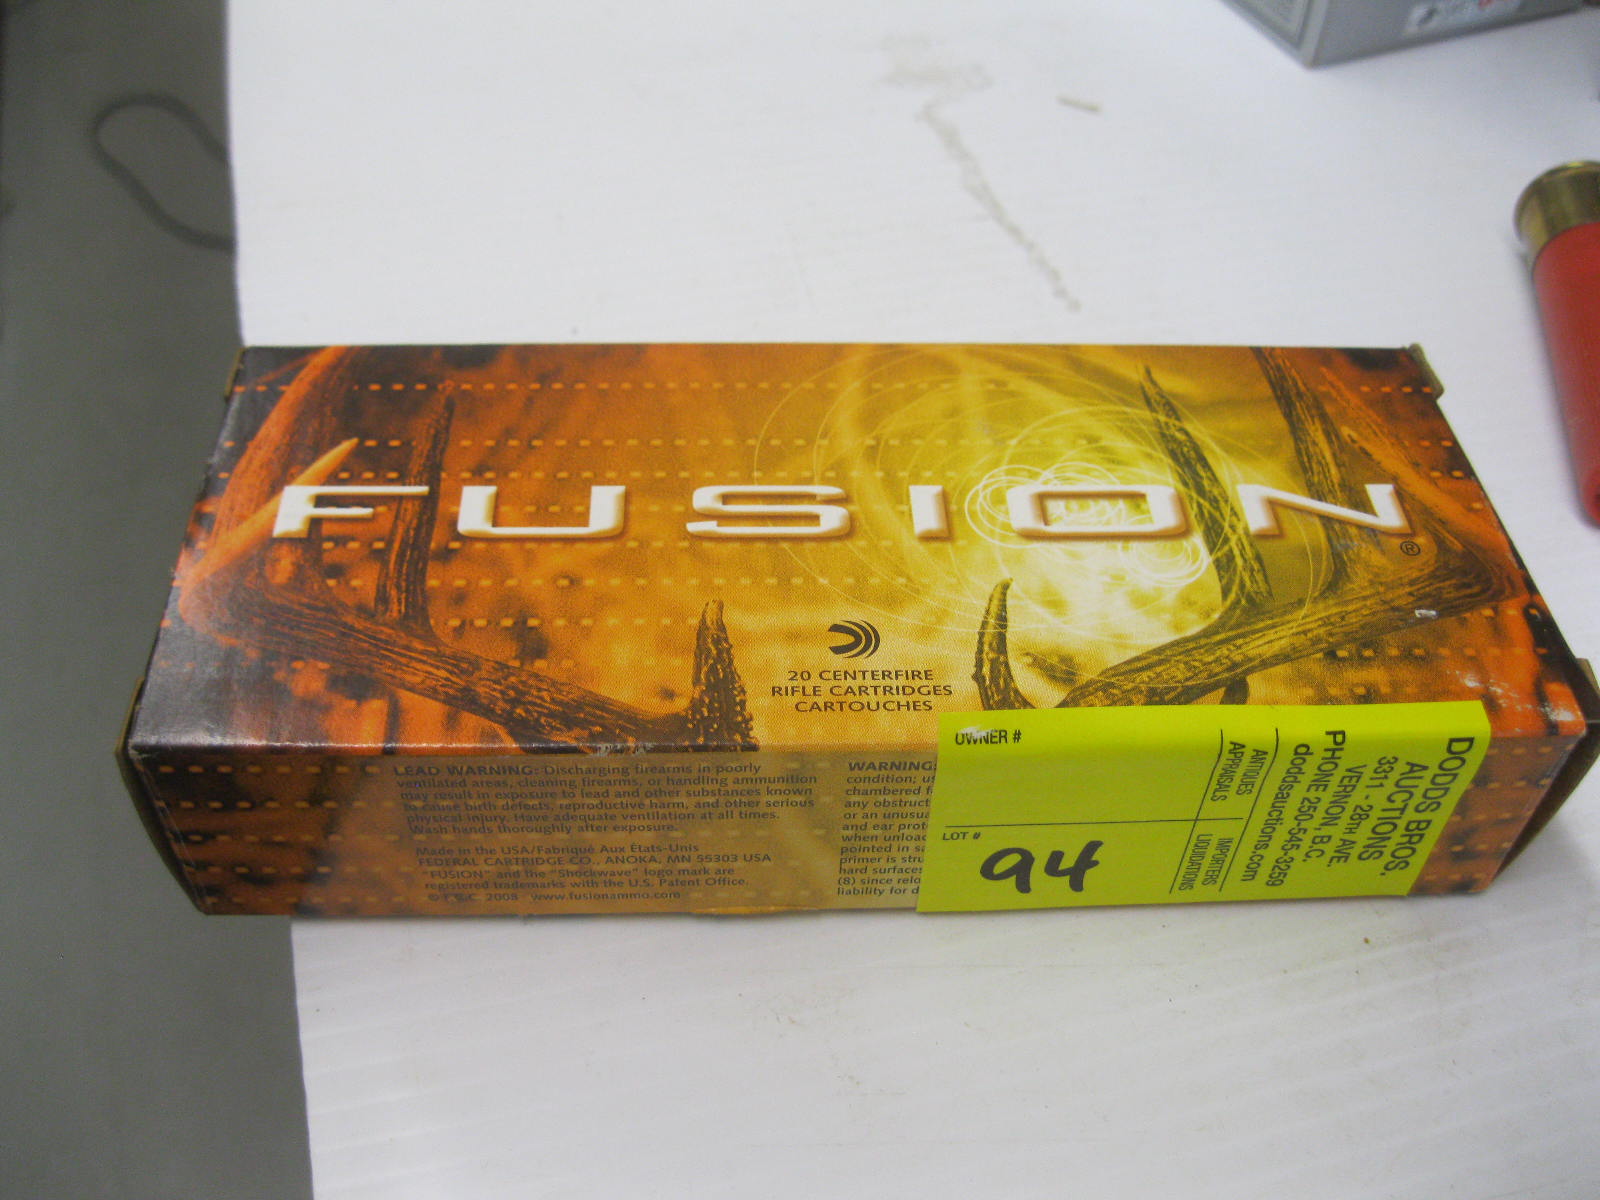 FUSION®
20 CENTERFIRE
RIFLE CARTRIDGES
CARTOUCHES
LEAD WARNING: Discharging firearms in poorly
ventilated areas, cleaning firearms, or handling ammunition
may result in exposure to lead and other substances known
to cause birth defects, reproductive harm, and other serious
physical injury. Have adequate ventilation at all times.
Wash hands thoroughly after exposure.
Made in the USA/Fabriqué Aux États-Unis
FEDERAL CARTRIDGE CO., ANOKA, MN 55303 USA
"FUSION" and the "Shockwave" logo mark are
registered trademarks with the U.S. Patent Office.
© F.C.C. 2008 www.fusionammo.com
WARNING:
condition;
chambered
any obstruct
or an unusua
and ear prot
when unload
pointed in sa
primer is stru
hard surfaces
(8) since relo
liability for d
OWNER #
LOT #
94
ANTIQUES
APPRAISALS
IMPORTERS
LIQUIDATIONS
DODDS BROS.
AUCTIONS
3311 - 28TH AVE
VERNON, B.C.
PHONE 250-545-3259
doddsauctions.com